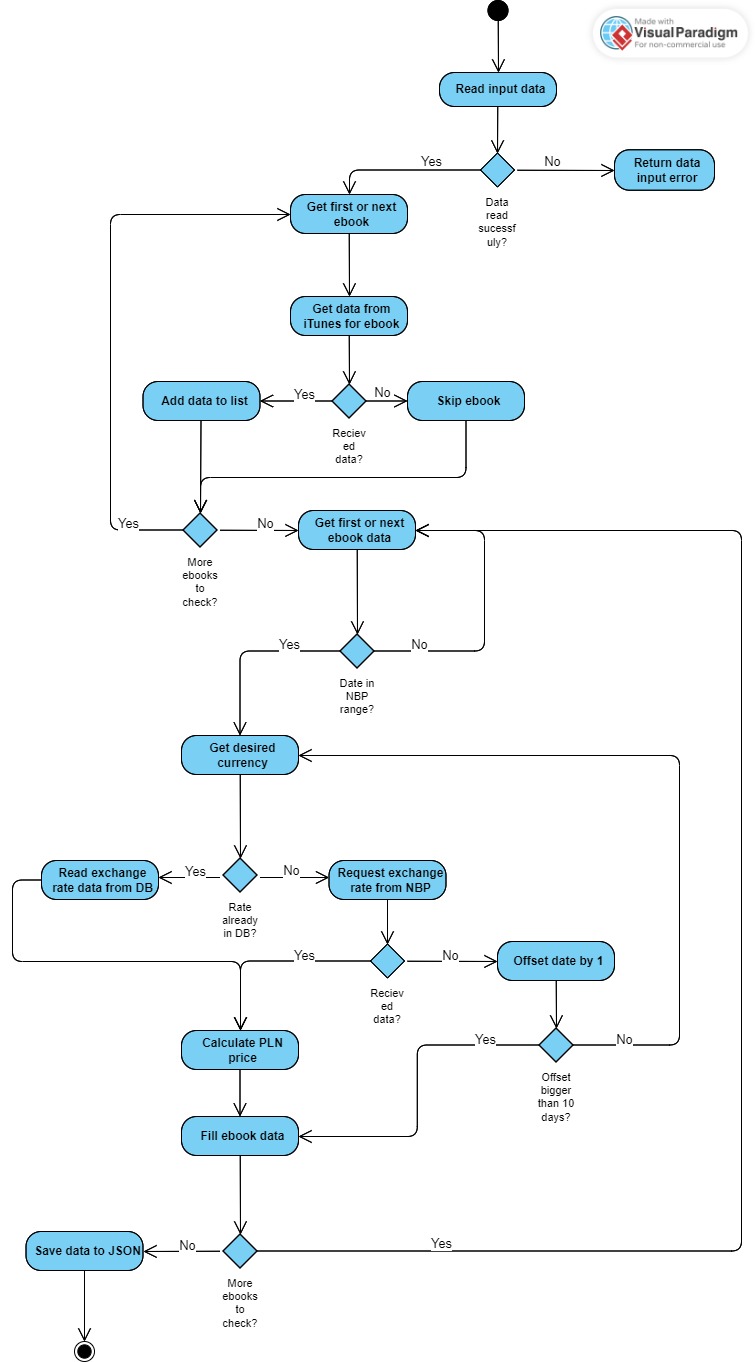 Made with
VisualParadigm
For non-commercial use
Read input data
Yes
No
Return data
input error
Data
read
sucessf
uly?
Get first or next
ebook
Get data from
iTunes for ebook
Add data to list
Yes
No
Skip ebook
Reciev
ed
data?
Yes
No
Get first or next
ebook data
More
ebooks
to
check?
Yes
No
Date in
NBP
range?
Get desired
currency
Read exchange
rate data from DB
Yes
No
Request exchange
rate from NBP
Rate
already
in DB?
Yes
No
Offset date by 1
Reciev
ed
data?
Calculate PLN
price
Yes
No
Offset
bigger
than 10
days?
Fill ebook data
Save data to JSON
No
Yes
More
ebooks
to
check?